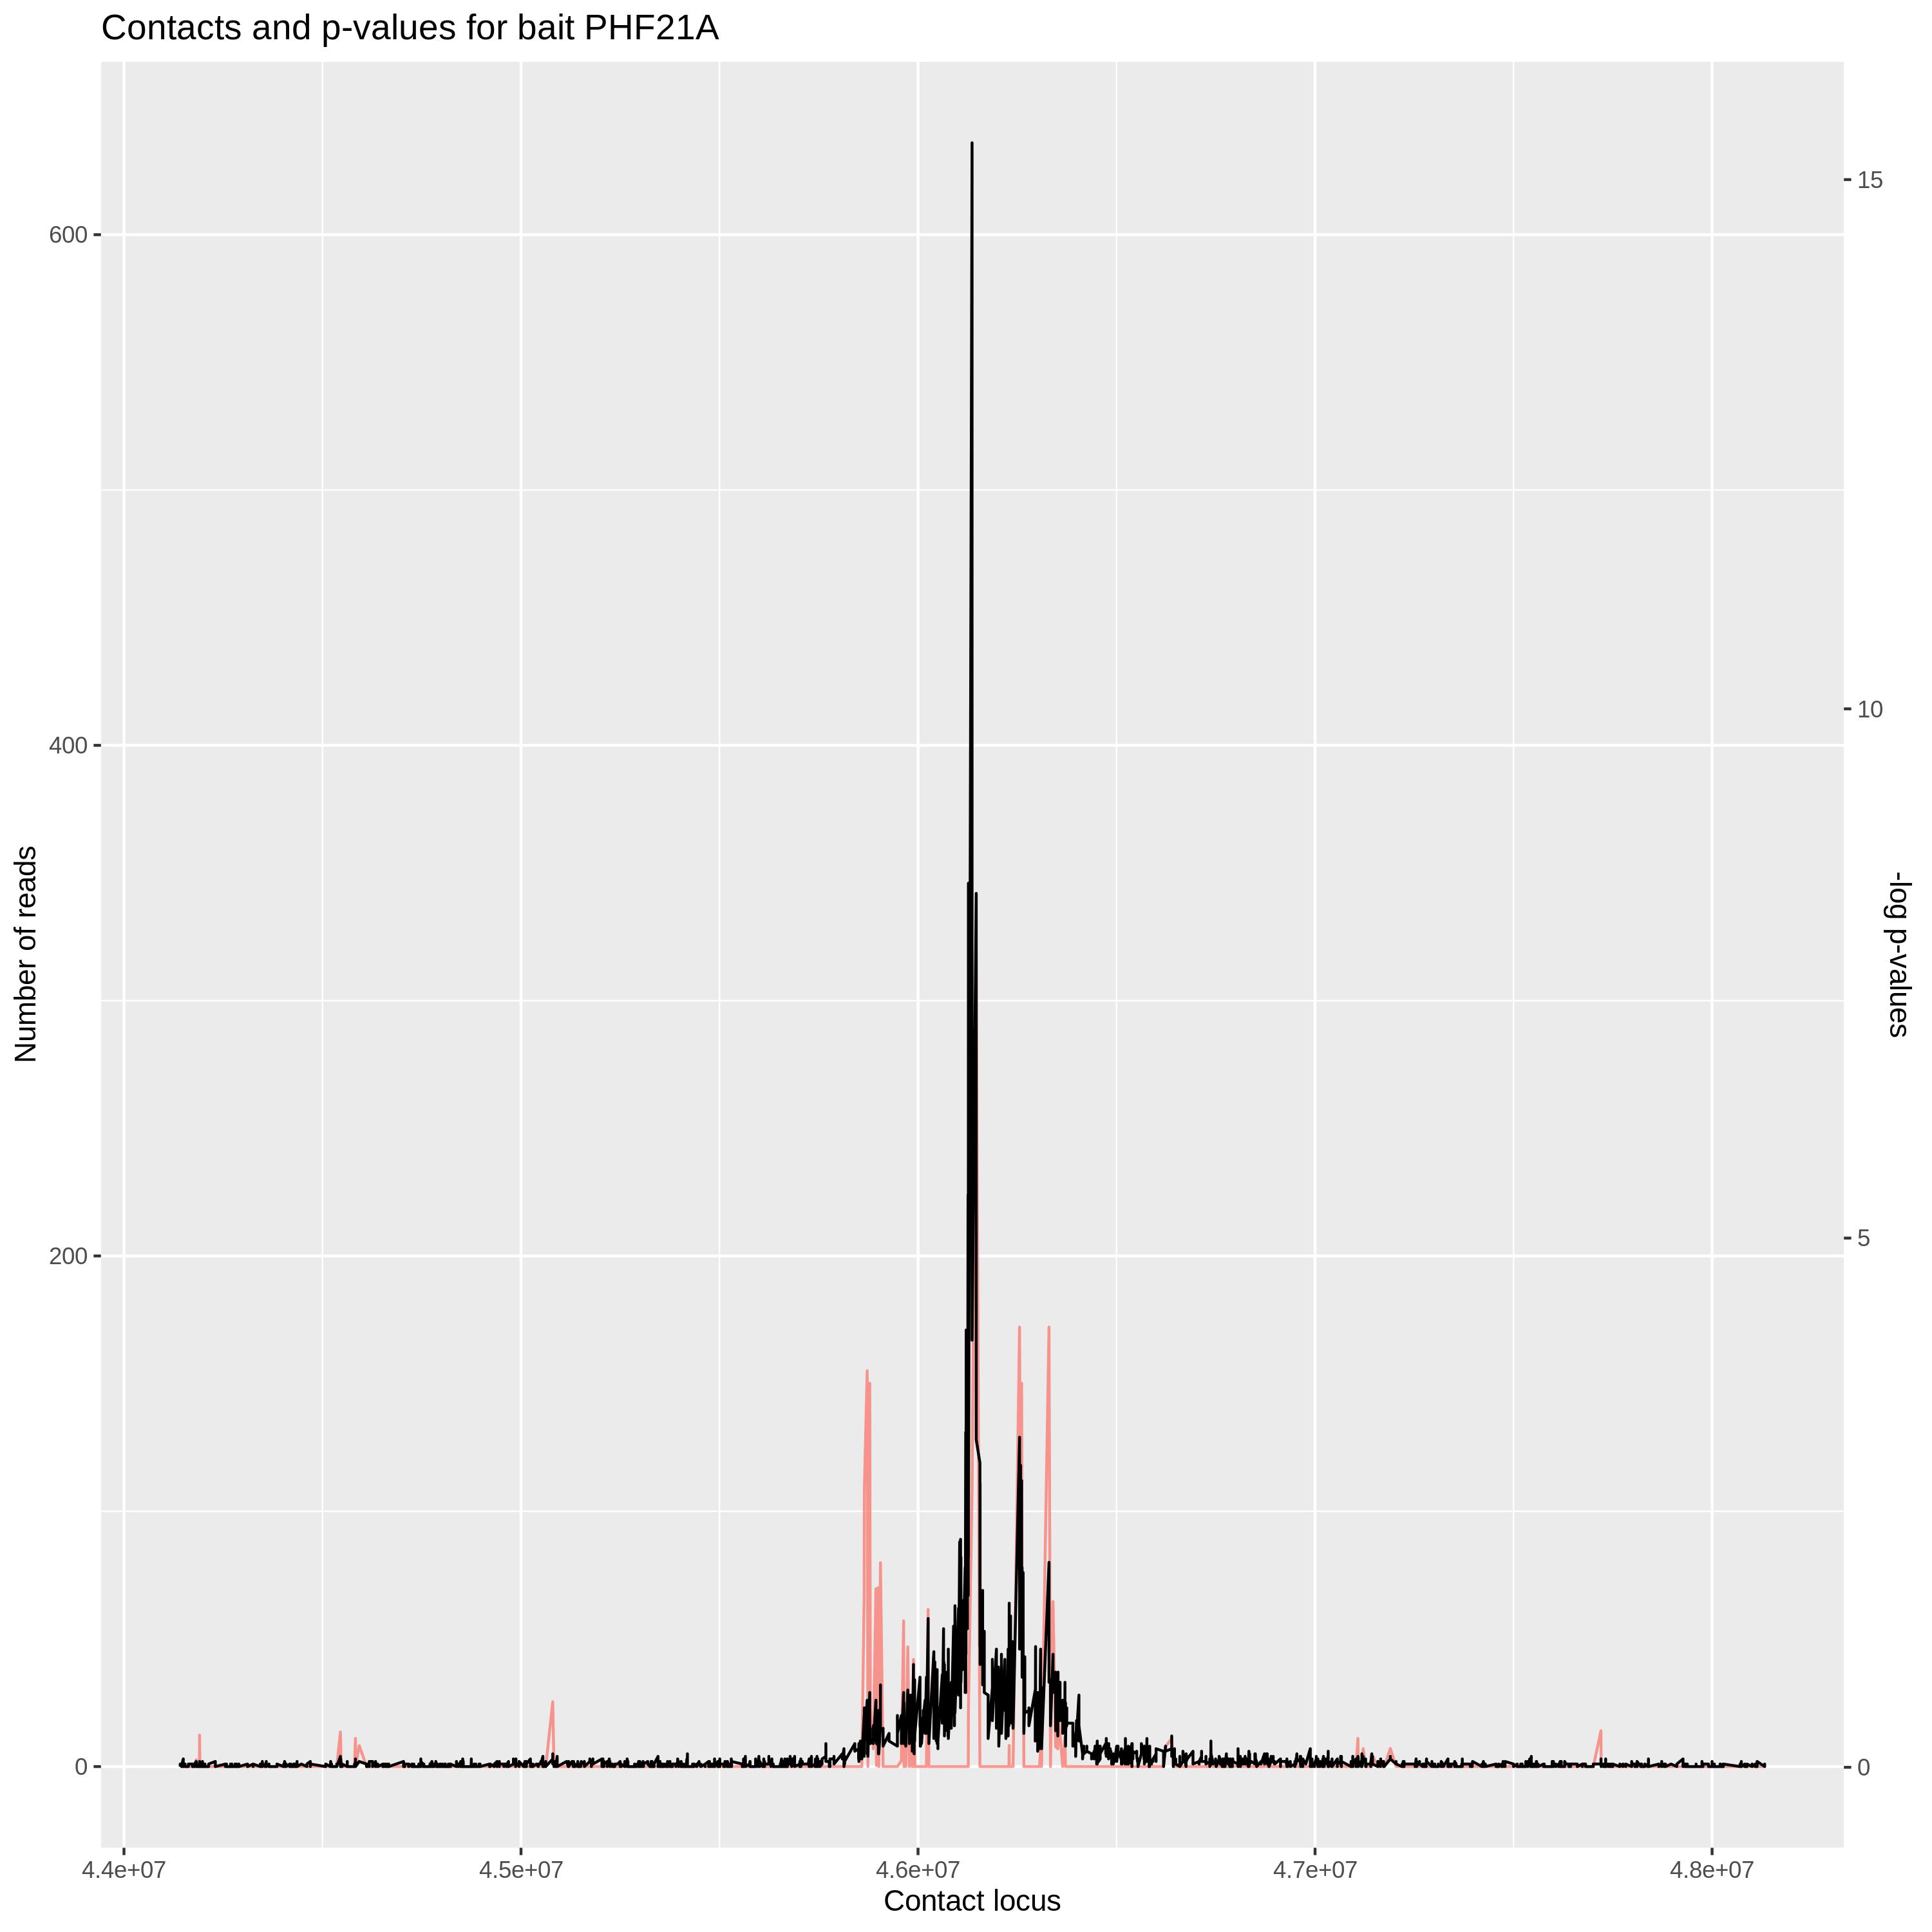 Contacts and p-values for bait PHF21A
600
400
200
0
15
10
5
0
Number of reads
-log p-values
4.4e+07 4.5e+07 4.6e+07 4.7e+07 4.8e+07
Contact locus